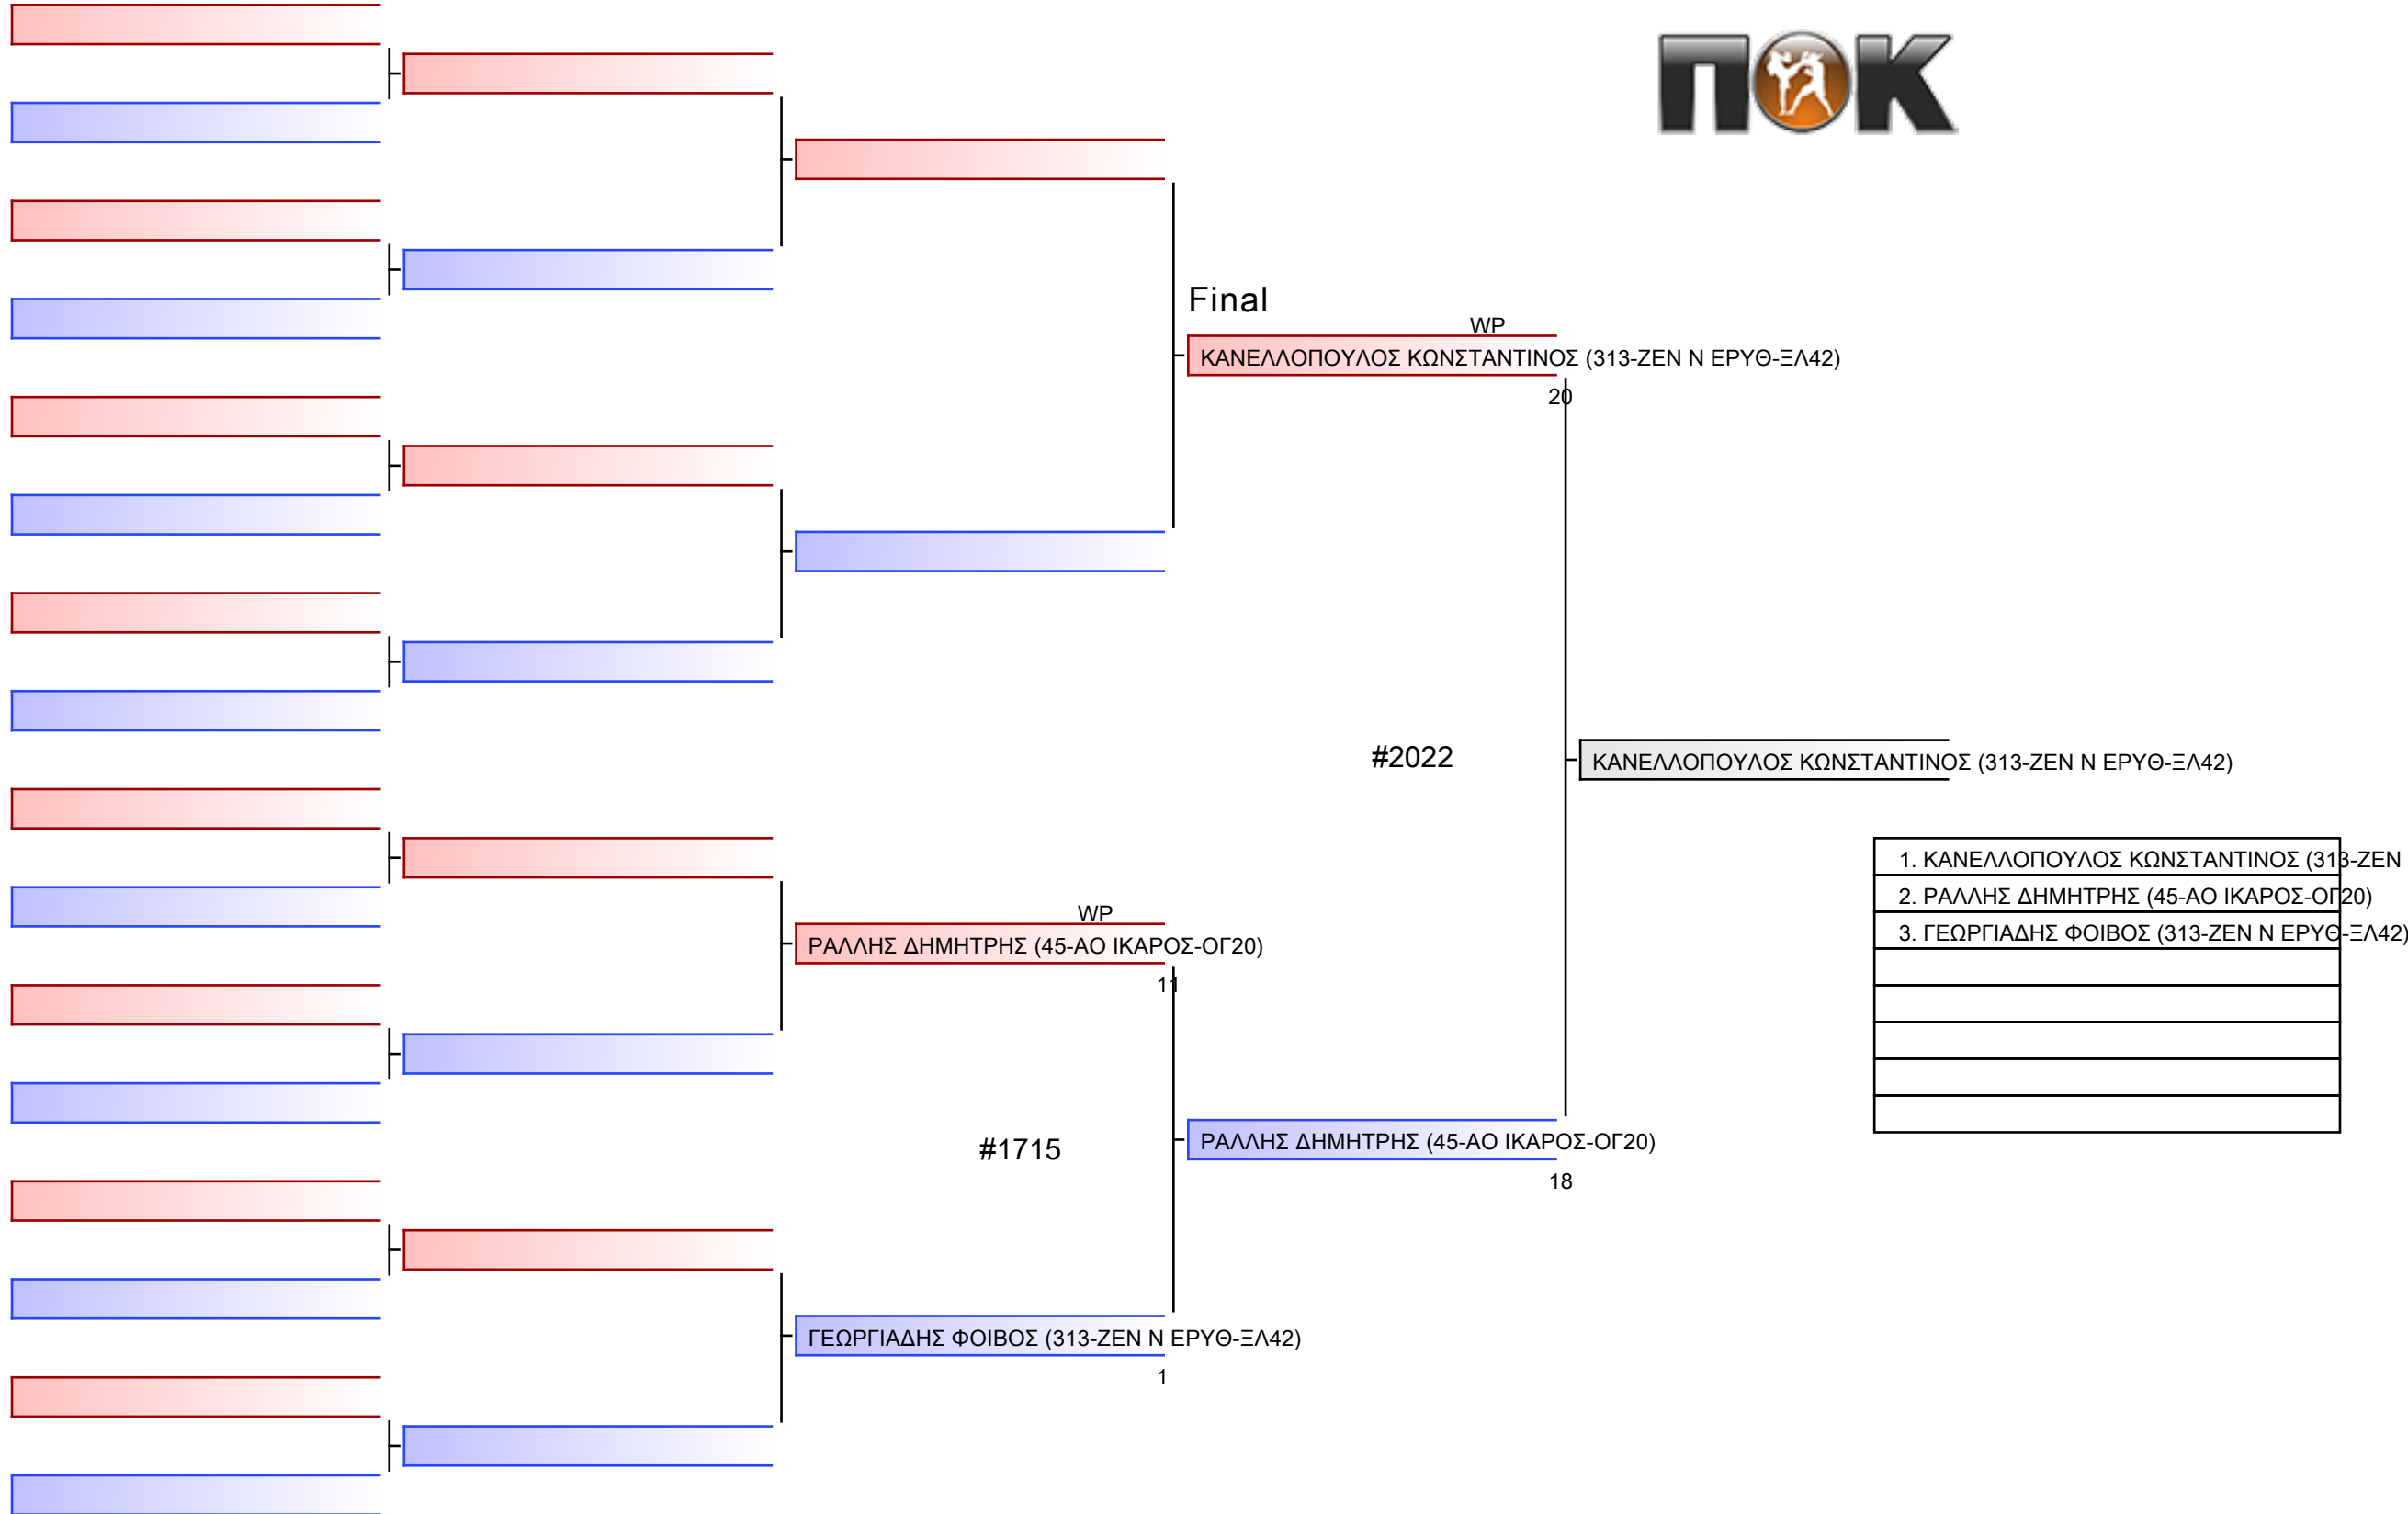 ΠΟΚ
Final
WP
ΚΑΝΕΛΛΟΠΟΥΛΟΣ ΚΩΝΣΤΑΝΤΙΝΟΣ (313-ΖΕΝ Ν ΕΡΥΘ-ΞΛ42)
20
#2022
ΚΑΝΕΛΛΟΠΟΥΛΟΣ ΚΩΝΣΤΑΝΤΙΝΟΣ (313-ΖΕΝ Ν ΕΡΥΘ-ΞΛ42)
1. ΚΑΝΕΛΛΟΠΟΥΛΟΣ ΚΩΝΣΤΑΝΤΙΝΟΣ (313-ΖΕΝ
2. ΡΑΛΛΗΣ ΔΗΜΗΤΡΗΣ (45-ΑΟ ΙΚΑΡΟΣ-ΟΓ20)
3. ΓΕΩΡΓΙΑΔΗΣ ΦΟΙΒΟΣ (313-ΖΕΝ Ν ΕΡΥΘ-ΞΛ42)
WP
ΡΑΛΛΗΣ ΔΗΜΗΤΡΗΣ (45-ΑΟ ΙΚΑΡΟΣ-ΟΓ20)
11
#1715
ΡΑΛΛΗΣ ΔΗΜΗΤΡΗΣ (45-ΑΟ ΙΚΑΡΟΣ-ΟΓ20)
18
ΓΕΩΡΓΙΑΔΗΣ ΦΟΙΒΟΣ (313-ΖΕΝ Ν ΕΡΥΘ-ΞΛ42)
1